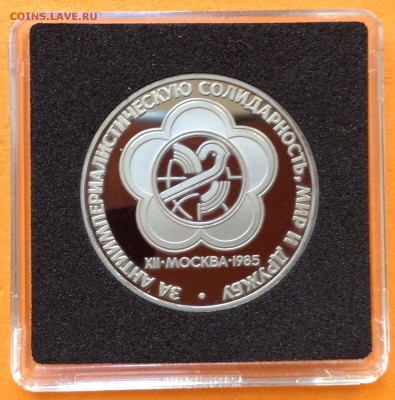 COINS.LAVE.RU
ЗА АНТИИМПЕРИАЛИСТИЧЕСКУЮ СОЛИДАРНОСТЬ, МИР И ДРУЖБУ
XII·МОСКВА·1985